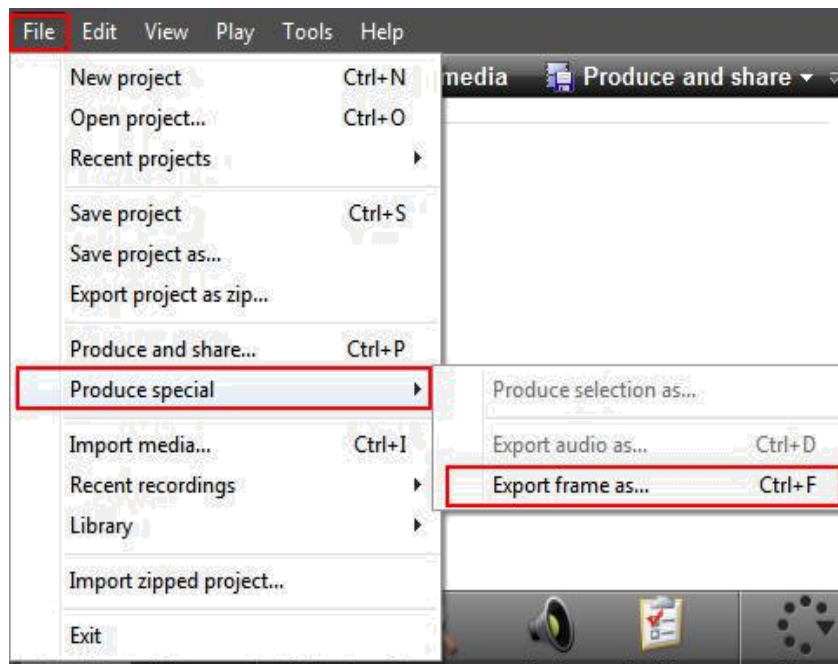 File Edit View Play Tools Help
media Produce and share
New project Ctrl+N
Open project... Ctrl+O
Recent projects
Save project Ctrl+S
Save project as...
Export project as zip...
Produce and share... Ctrl+P
Produce special
Produce selection as...
Import media... Ctrl+I
Export audio as... Ctrl+D
Recent recordings
Export frame as... Ctrl+F
Library
Import zipped project...
Exit